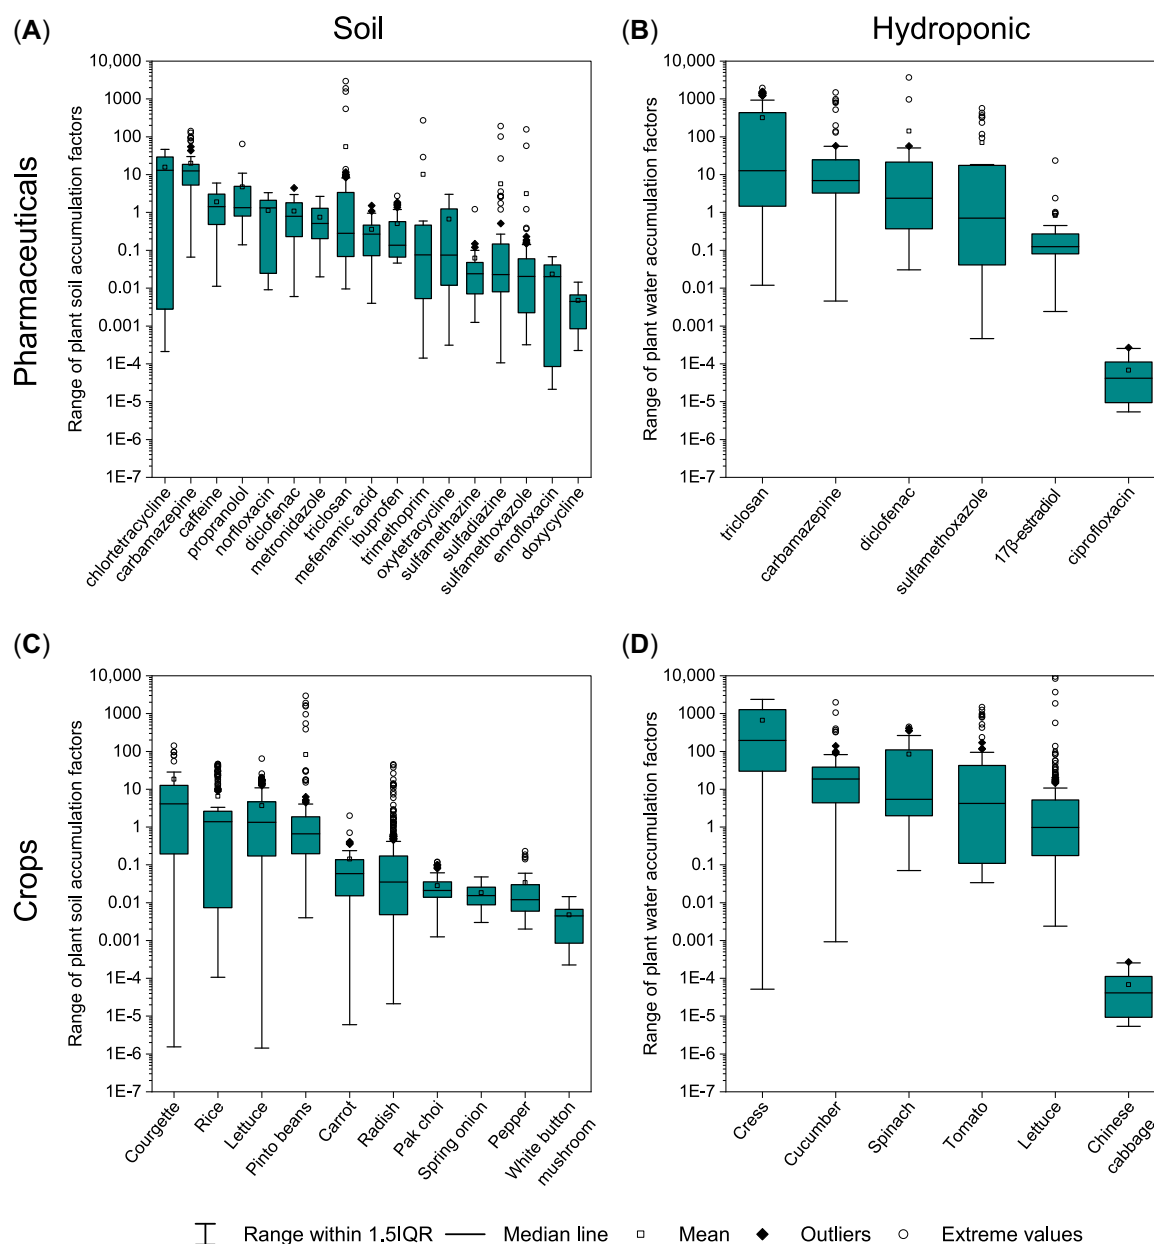 (A) Soil
Range of plant soil accumulation factors
10,000
1000
100
10
1
0.1
0.01
0.001
1E-4
1E-5
1E-6
1E-7
chlortetracycline
carbamazepine
caffeine
propranolol
norfloxacin
diclofenac
metronidazole
triclosan
mefenamic acid
ibuprofen
trimethoprim
oxytetracycline
sulfamethazine
sulfadiazine
sulfamethoxazole
enrofloxacin
doxycycline
Pharmaceuticals
(B) Hydroponic
Range of plant water accumulation factors
10,000
1000
100
10
1
0.1
0.01
0.001
1E-4
1E-5
1E-6
1E-7
triclosan
carbamazepine
diclofenac
sulfamethoxazole
17β-estradiol
ciprofloxacin
(C)
Range of plant soil accumulation factors
10,000
1000
100
10
1
0.1
0.01
0.001
1E-4
1E-5
1E-6
1E-7
Courgette
Rice
Lettuce
Pinto beans
Carrot
Radish
Pak choi
Spring onion
Pepper
White button
mushroom
Crops
(D)
Range of plant water accumulation factors
10,000
1000
100
10
1
0.1
0.01
0.001
1E-4
1E-5
1E-6
1E-7
Cress
Cucumber
Spinach
Tomato
Lettuce
Chinese
cabbage
Range within 1.5IQR Median line Mean Outliers Extreme values